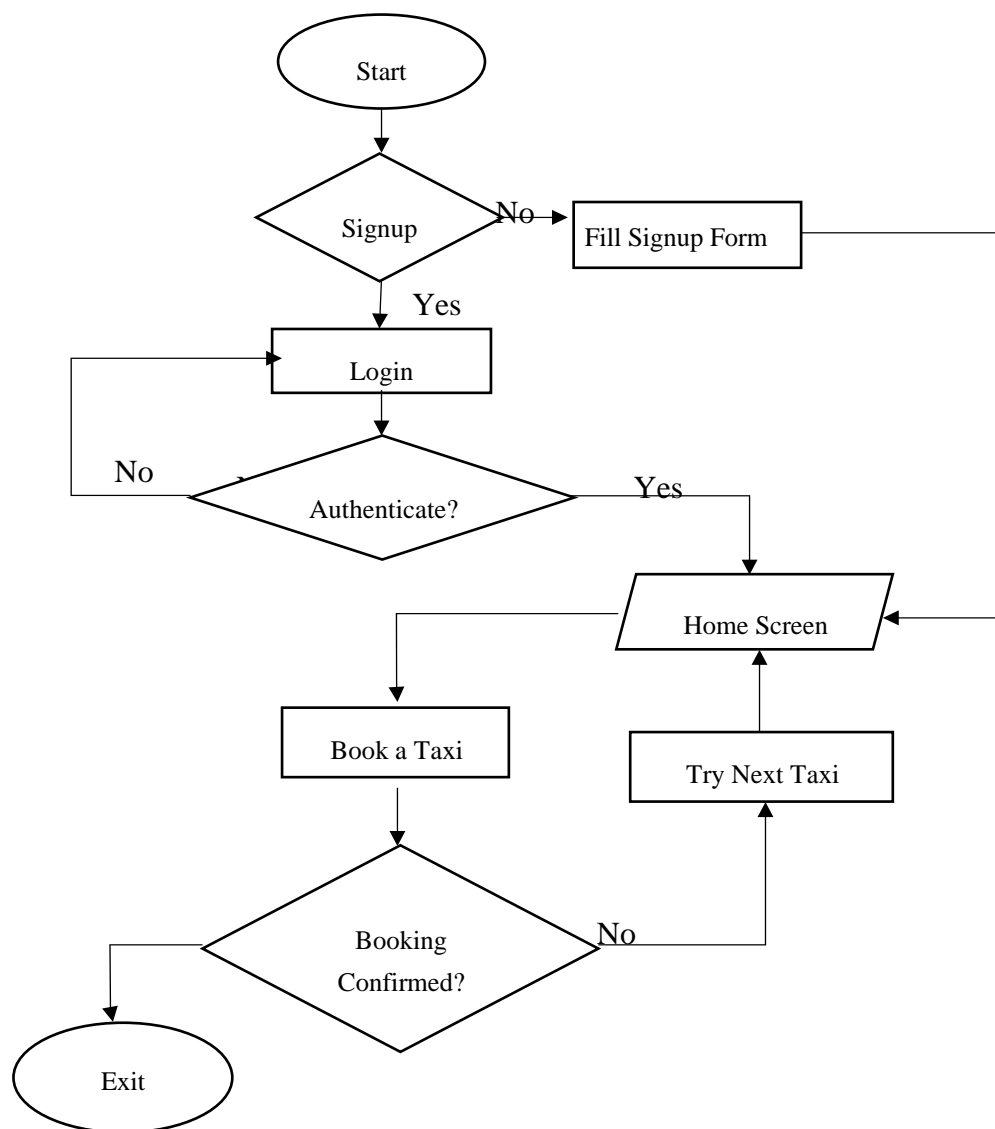 Start
Signup
No
Fill Signup Form
Yes
Login
No
Authenticate?
Yes
Home Screen
Book a Taxi
Try Next Taxi
Booking
Confirmed?
No
Exit